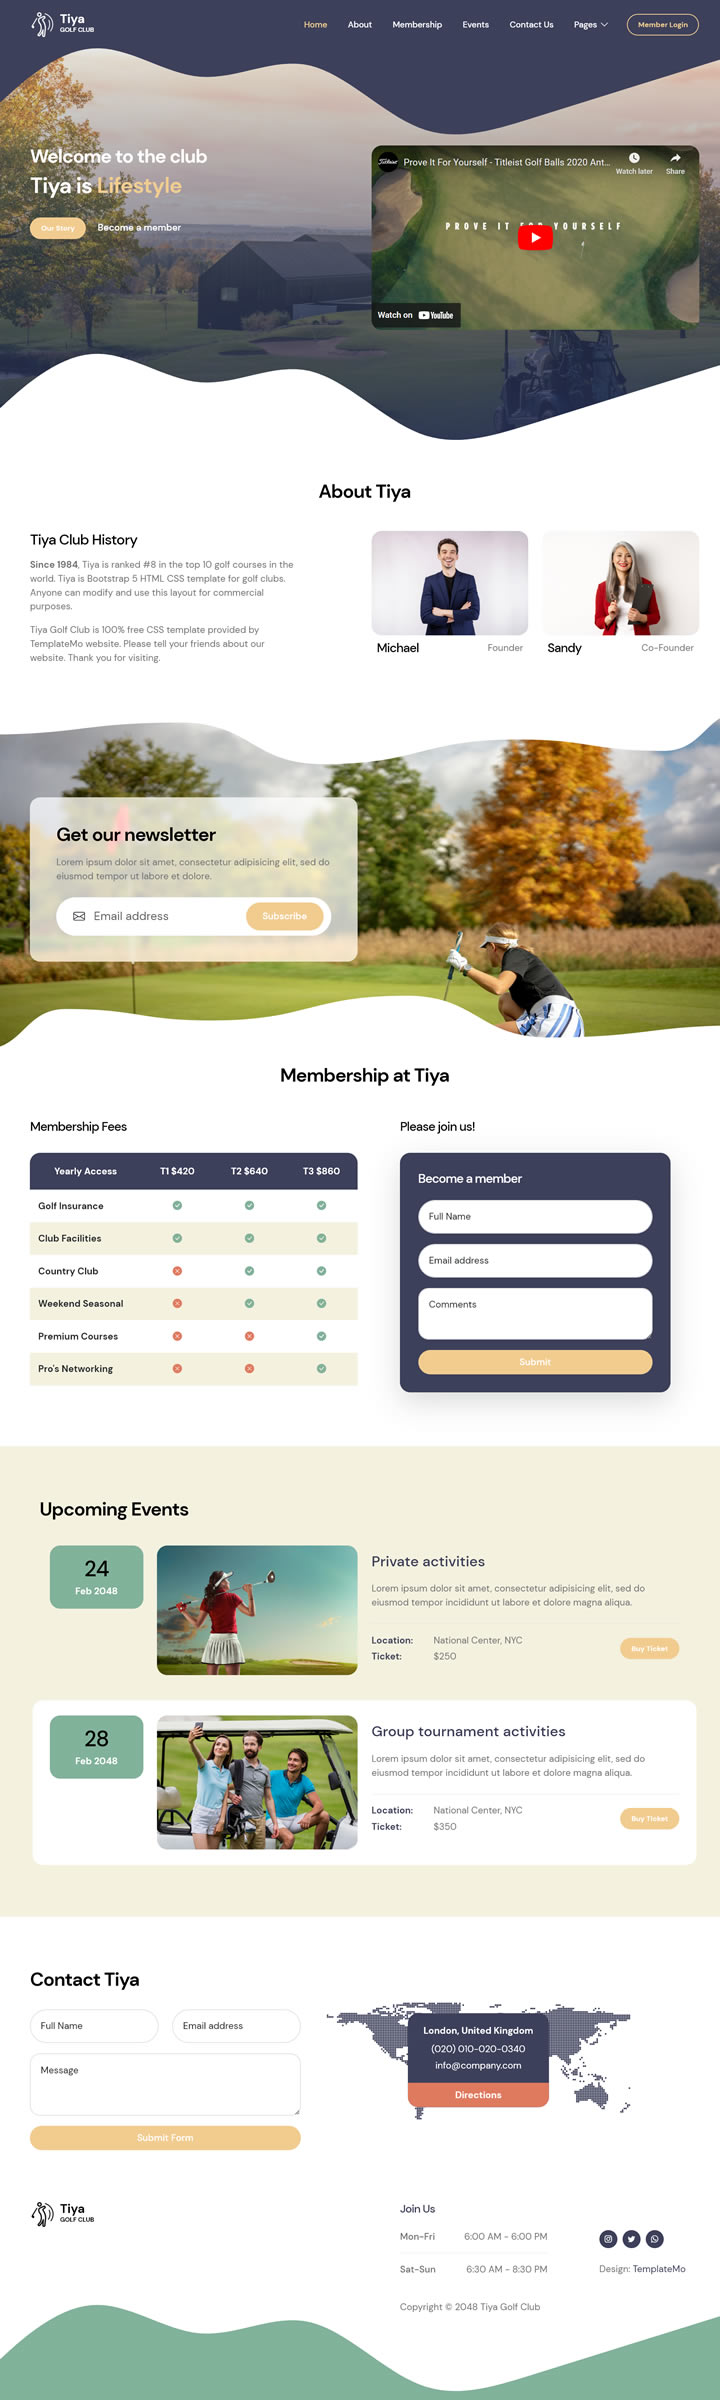 Tiya
GOLF CLUB
Home About Membership Events Contact Us Pages Member Login
Welcome to the club
Tiya is Lifestyle
Our Story Become a member
Titleist
Prove It For Yourself - Titleist Golf Balls 2020 Ant...
Watch later Share
PROVE IT FOR YOURSELF
Watch on YouTube
About Tiya
Tiya Club History
Since 1984, Tiya is ranked #8 in the top 10 golf courses in the
world. Tiya is Bootstrap 5 HTML CSS template for golf clubs.
Anyone can modify and use this layout for commercial
purposes.
Tiya Golf Club is 100% free CSS template provided by
TemplateMo website. Please tell your friends about our
website. Thank you for visiting.
Michael Founder
Sandy Co-Founder
Get our newsletter
Lorem ipsum dolor sit amet, consectetur adipisicing elit, sed do
eiusmod tempor ut labore et dolore.
Email address Subscribe
Membership at Tiya
Membership Fees
Yearly Access T1 $420 T2 $640 T3 $860
Golf Insurance
Club Facilities
Country Club
Weekend Seasonal
Premium Courses
Pro's Networking
Please join us!
Become a member
Full Name
Email address
Comments
Submit
Upcoming Events
24
Feb 2048
Private activities
Lorem ipsum dolor sit amet, consectetur adipisicing elit, sed do
eiusmod tempor incididunt ut labore et dolore magna aliqua.
Location: National Center, NYC
Ticket: $250
Buy Ticket
28
Feb 2048
Group tournament activities
Lorem ipsum dolor sit amet, consectetur adipisicing elit, sed do
eiusmod tempor incididunt ut labore et dolore magna aliqua.
Location: National Center, NYC
Ticket: $350
Buy Ticket
Contact Tiya
Full Name Email address
Message
Submit Form
London, United Kingdom
(020) 010-020-0340
info@company.com
Directions
Tiya
GOLF CLUB
Join Us
Mon-Fri 6:00 AM - 6:00 PM
Sat-Sun 6:30 AM - 8:30 PM
Copyright © 2048 Tiya Golf Club
Design: TemplateMo